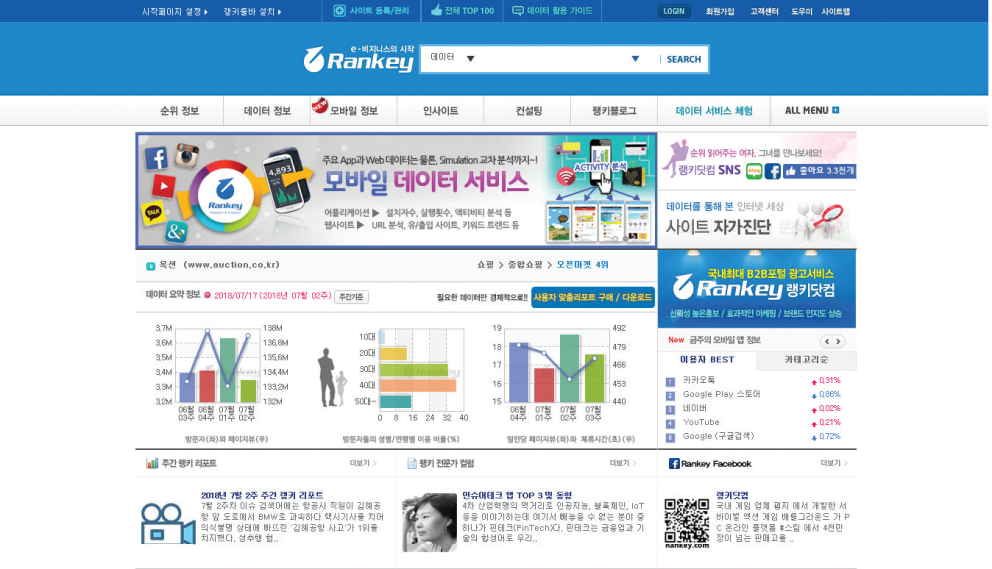 시작페이지 설정
랭키툴바 설치
사이트 등록/관리
전체 TOP 100
데이터 활용 가이드
LOGIN
회원가입
고객센터
도우미
사이트맵
e-비지니스의 시작
Rankey
데이터
SEARCH
순위 정보
데이터 정보
NEW
모바일 정보
인사이트
컨설팅
랭키블로그
데이터 서비스 체험
ALL MENU
주요 App과 Web 데이터는 물론, Simulation 교차 분석까지~!
모바일 데이터 서비스
어플리케이션 ▶ 설치자수, 실행횟수, 액티비티 분석 등
웹사이트 ▶ URL 분석, 유/출입 사이트, 키워드 트렌드 등
Rankey
4,893
TALK
ACTIVITY 분석
순위 읽어주는 여자, 그녀를 만나보세요!
랭키닷컴 SNS
blog
좋아요 3.3천개
데이터를 통해 본 인터넷 세상
사이트 자가진단
옥션 (www.auction.co.kr)
쇼핑 > 종합쇼핑 > 오픈마켓 4위
데이터 요약 정보
2018/07/17 (2018년 07월 02주)
주간기준
필요한 데이터만 경제적으로!!
사용자 맞춤리포트 구매 / 다운로드
3,7M
3,6M
3,5M
3,4M
3,3M
3,2M
138M
136,8M
135,6M
134,4M
133,2M
132M
06월 03주
06월 04주
07월 01주
07월 02주
방문자(좌)와 페이지뷰(우)
10대
20대
30대
40대
50대~
0 8 16 24 32 40
방문자들의 성별/연령별 이용 비율(%)
19
18
17
16
15
492
479
466
453
440
06월 03주
06월 04주
07월 01주
07월 02주
일인당 페이지뷰(좌)와 체류시간(초)(우)
국내최대 B2B포털 광고서비스
Rankey 랭키닷컴
신뢰성 높은홍보 / 효과적인 마케팅 / 브랜드 인지도 상승
New 금주의 모바일 앱 정보
이용자 BEST
카테고리순
1 카카오톡 0,31%
2 Google Play 스토어 0,86%
3 네이버 0,02%
4 YouTube 0,21%
5 Google (구글검색) 0,72%
주간 랭키 리포트
더보기 >
랭키 전문가 컬럼
더보기 >
Rankey Facebook
더보기 >
2018년 7월 2주 주간 랭키 리포트
7월 2주차 이슈 검색어에는 항공사 직원이 김해공
항 앞 도로에서 BMW로 과속하다 택시기사를 치어
의식불명 상태에 빠뜨린 '김해공항 사고'가 1위를
차지했다. 성수행 혐..
인슈어테크 앱 TOP 3 및 동향
4차 산업혁명의 먹거리로 인공지능, 블록체인, IoT
등을 이야기하는데 여기서 빼놓을 수 없는 분야 중
하나가 핀테크(FinTech)다. 핀테크는 금융업과 기
술의 합성어로 우리..
Rankey.com
랭키닷컴
국내 게임 업체 펍지 에서 개발한 서
바이벌 액션 게임 배틀그라운드 가 P
C 온라인 플랫폼 #스팀 에서 4천만
장이 넘는 판매고를 ..